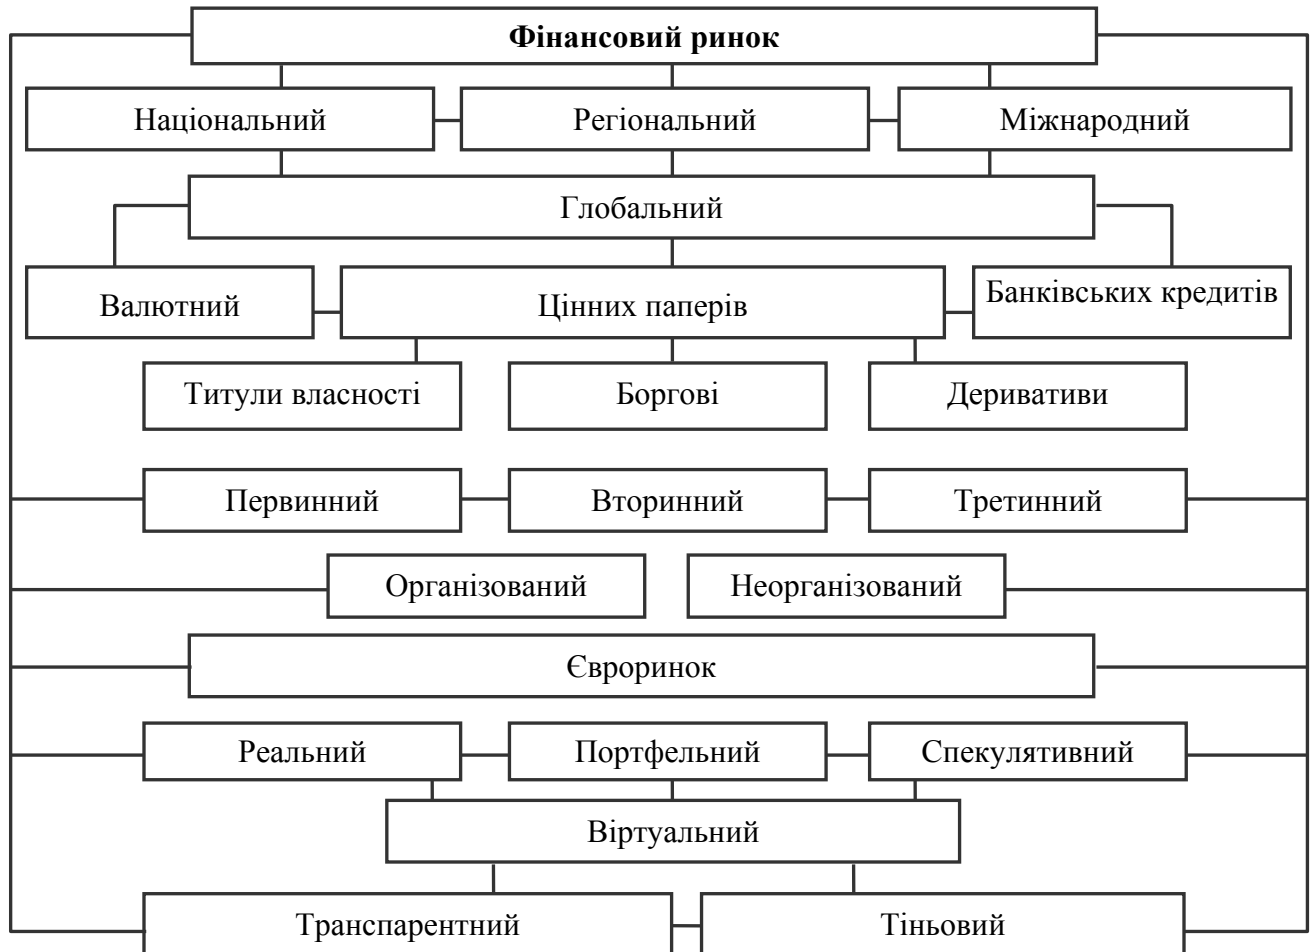 Фінансовий ринок
Національний
Регіональний
Міжнародний
Глобальний
Валютний
Цінних паперів
Банківських кредитів
Титули власності
Боргові
Деривативи
Первинний
Вторинний
Третинний
Організований
Неорганізований
Євроринок
Реальний
Портфельний
Спекулятивний
Віртуальний
Транспарентний
Тіньовий